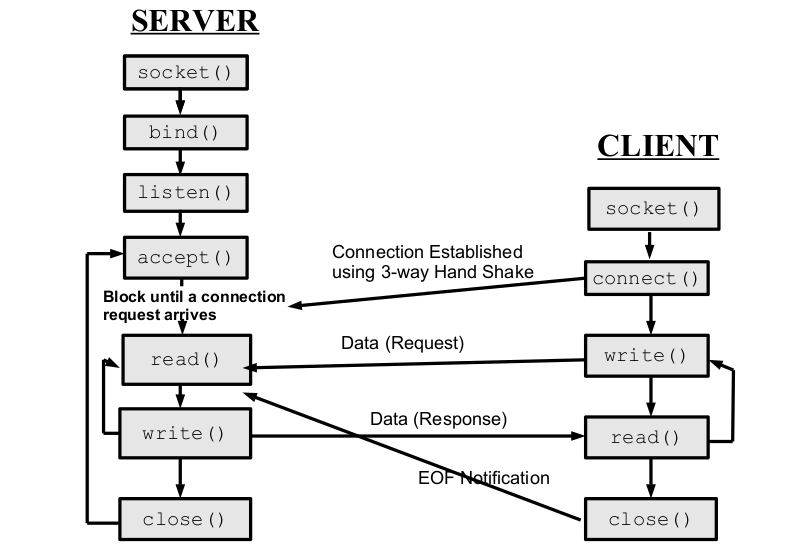 SERVER
socket()
bind()
listen()
accept()
Block until a connection
request arrives
read()
write()
close()
Connection Established
using 3-way Hand Shake
Data (Request)
Data (Response)
EOF Notification
CLIENT
socket()
connect()
write()
read()
close()